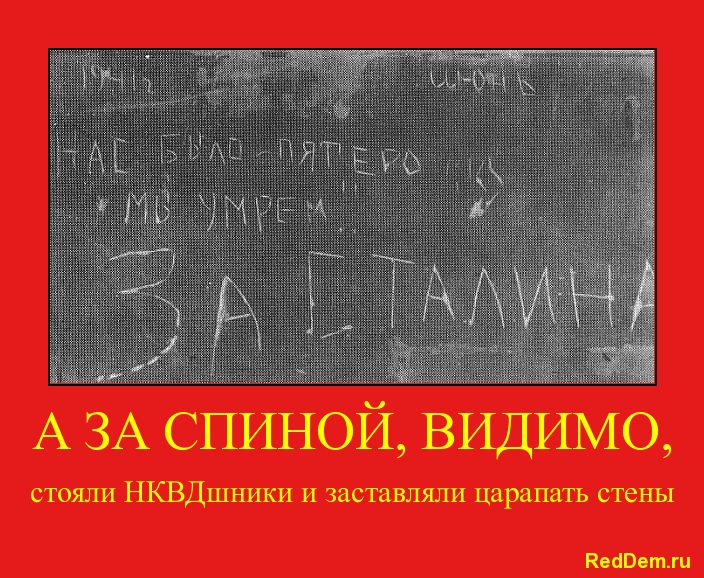 1941г июнь
НАС БЫЛО ПЯТЕРО
МЫ УМРЕМ
ЗА СТАЛИНА
А ЗА СПИНОЙ, ВИДИМО,
стояли НКВДшники и заставляли царапать стены
RedDem.ru